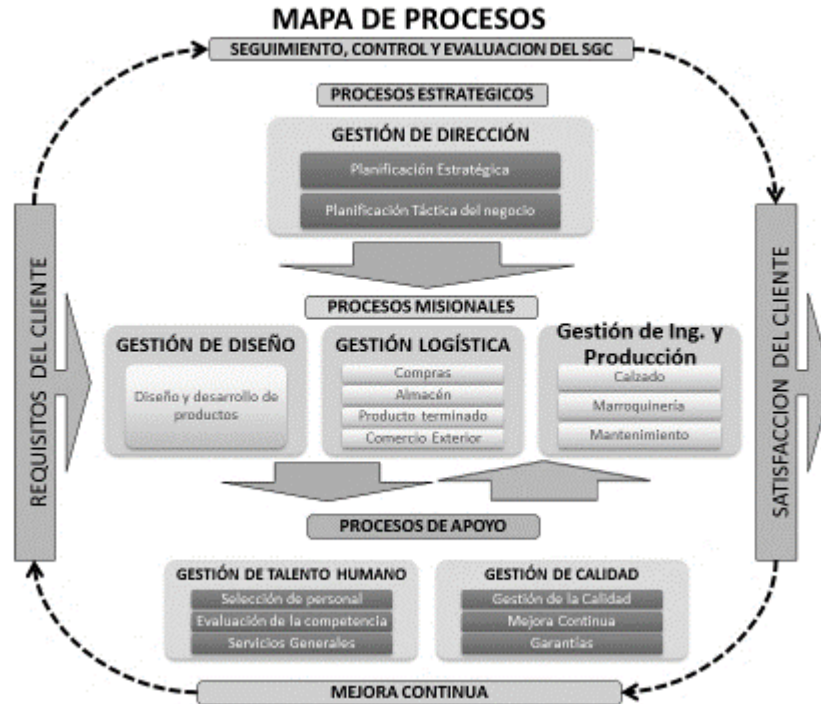 MAPA DE PROCESOS
SEGUIMIENTO, CONTROL Y EVALUACION DEL SGC
PROCESOS ESTRATEGICOS
GESTIÓN DE DIRECCIÓN
Planificación Estratégica
Planificación Táctica del negocio
REQUISITOS DEL CLIENTE
PROCESOS MISIONALES
GESTIÓN DE DISEÑO
Diseño y desarrollo de
productos
GESTIÓN LOGÍSTICA
Compras
Almacén
Producto terminado
Comercio Exterior
Gestión de Ing. y
Producción
Calzado
Marroquinería
Mantenimiento
SATISFACCION DEL CLIENTE
PROCESOS DE APOYO
GESTIÓN DE TALENTO HUMANO
Selección de personal
Evaluación de la competencia
Servicios Generales
GESTIÓN DE CALIDAD
Gestión de la Calidad
Mejora Continua
Garantías
MEJORA CONTINUA